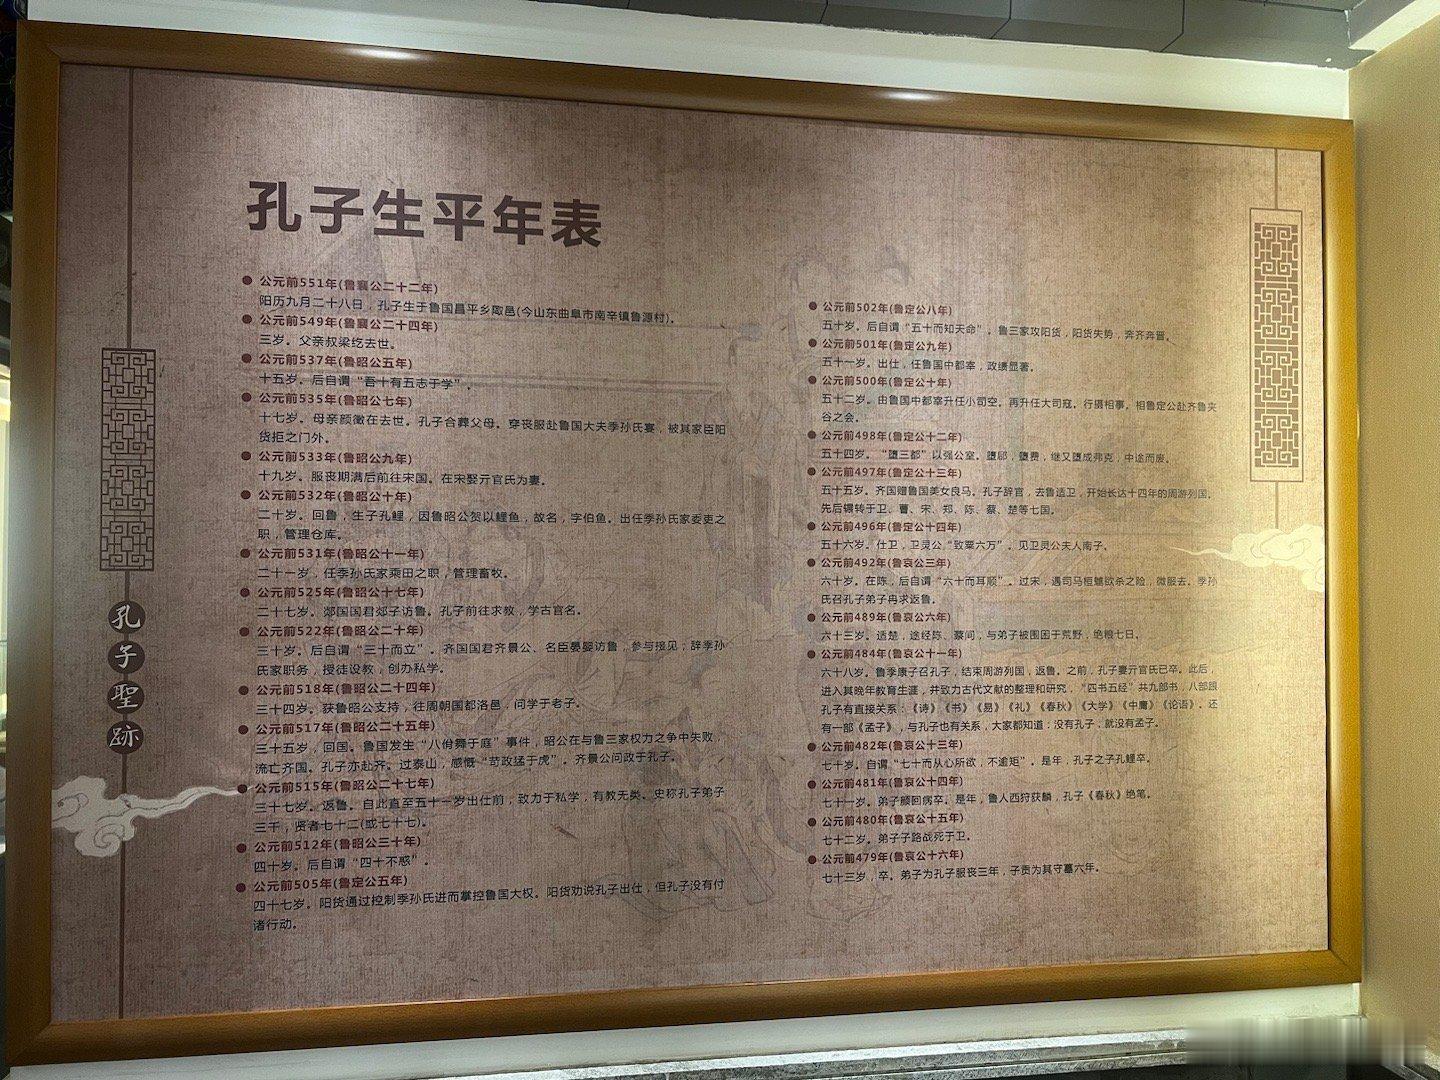 孔子生平年表
公元前551年(鲁襄公二十二年)
阳历九月二十八日，孔子生于鲁国昌平乡陬邑(今山东曲阜市南辛镇鲁源村)。
公元前549年(鲁襄公二十四年)
三岁。父亲叔梁纥去世。
公元前537年(鲁昭公五年)
十五岁。后自谓“吾十有五志于学”。
公元前535年(鲁昭公七年)
十七岁。母亲颜徵在去世。孔子合葬父母。穿丧服赴鲁国大夫季孙氏宴，被其家臣阳
货拒之门外。
公元前533年(鲁昭公九年)
十九岁。服丧期满后前往宋国。在宋娶亓官氏为妻。
公元前532年(鲁昭公十年)
二十岁。回鲁，生子孔鲤，因鲁昭公贺以鲤鱼，故名，字伯鱼。出任季孙氏家委吏之
职，管理仓库。
公元前531年(鲁昭公十一年)
二十一岁，任季孙氏家乘田之职，管理畜牧。
公元前525年(鲁昭公十七年)
二十七岁。郯国国君郯子访鲁。孔子前往求教，学古官名。
公元前522年(鲁昭公二十年)
三十岁。后自谓“三十而立”。齐国国君齐景公、名臣晏婴访鲁，参与接见；辞季孙
氏家职务，授徒设教，创办私学。
公元前518年(鲁昭公二十四年)
三十四岁。获鲁昭公支持，往周朝国都洛邑，问学于老子。
公元前517年(鲁昭公二十五年)
三十五岁，回国。鲁国发生“八佾舞于庭”事件，昭公在与鲁三家权力之争中失败，
流亡齐国。孔子亦赴齐。过泰山，感慨“苛政猛于虎”。齐景公问政于孔子。
公元前515年(鲁昭公二十七年)
三十七岁。返鲁。自此直至五十一岁出仕前，致力于私学，有教无类。史称孔子弟子
三千，贤者七十二(或七十七)。
公元前512年(鲁昭公三十年)
四十岁。后自谓“四十不惑”。
公元前505年(鲁定公五年)
四十七岁。阳货通过控制季孙氏进而掌控鲁国大权。阳货劝说孔子出仕，但孔子没有付
诸行动。
公元前502年(鲁定公八年)
五十岁。后自谓“五十而知天命”。鲁三家攻阳货，阳货失势，奔齐奔晋。
公元前501年(鲁定公九年)
五十一岁。出仕，任鲁国中都宰，政绩显著。
公元前500年(鲁定公十年)
五十二岁。由鲁国中都宰升任小司空。再升任大司寇。行摄相事。相鲁定公赴齐鲁夹
谷之会。
公元前498年(鲁定公十二年)
五十四岁。“堕三都”以强公室。堕郈，堕费，继又堕成弗克，中途而废。
公元前497年(鲁定公十三年)
五十五岁。齐国赠鲁国美女良马。孔子辞官，去鲁适卫，开始长达十四年的周游列国。
先后辗转于卫、曹、宋、郑、陈、蔡、楚等七国。
公元前496年(鲁定公十四年)
五十六岁。仕卫，卫灵公“致粟六万”。见卫灵公夫人南子。
公元前492年(鲁哀公三年)
六十岁。在陈，后自谓“六十而耳顺”。过宋，遇司马桓魋欲杀之险，微服去。季孙
氏召孔子弟子冉求返鲁。
公元前489年(鲁哀公六年)
六十三岁。适楚，途经陈、蔡间，与弟子被围困于荒野，绝粮七日。
公元前484年(鲁哀公十一年)
六十八岁。鲁季康子召孔子，结束周游列国，返鲁。之前，孔子妻亓官氏已卒。此后，
进入其晚年教育生涯，并致力古代文献的整理和研究，“四书五经”共九部书，八部跟
孔子有直接关系：《诗》《书》《易》《礼》《春秋》《大学》《中庸》《论语》。还
有一部《孟子》，与孔子也有关系，大家都知道：没有孔子，就没有孟子。
公元前482年(鲁哀公十三年)
七十岁。自谓“七十而从心所欲，不逾矩”。是年，孔子之子孔鲤卒。
公元前481年(鲁哀公十四年)
七十一岁。弟子颜回病卒。是年，鲁人西狩获麟，孔子《春秋》绝笔。
公元前480年(鲁哀公十五年)
七十二岁。弟子子路战死于卫。
公元前479年(鲁哀公十六年)
七十三岁，卒。弟子为孔子服丧三年，子贡为其守墓六年。
孔子聖跡